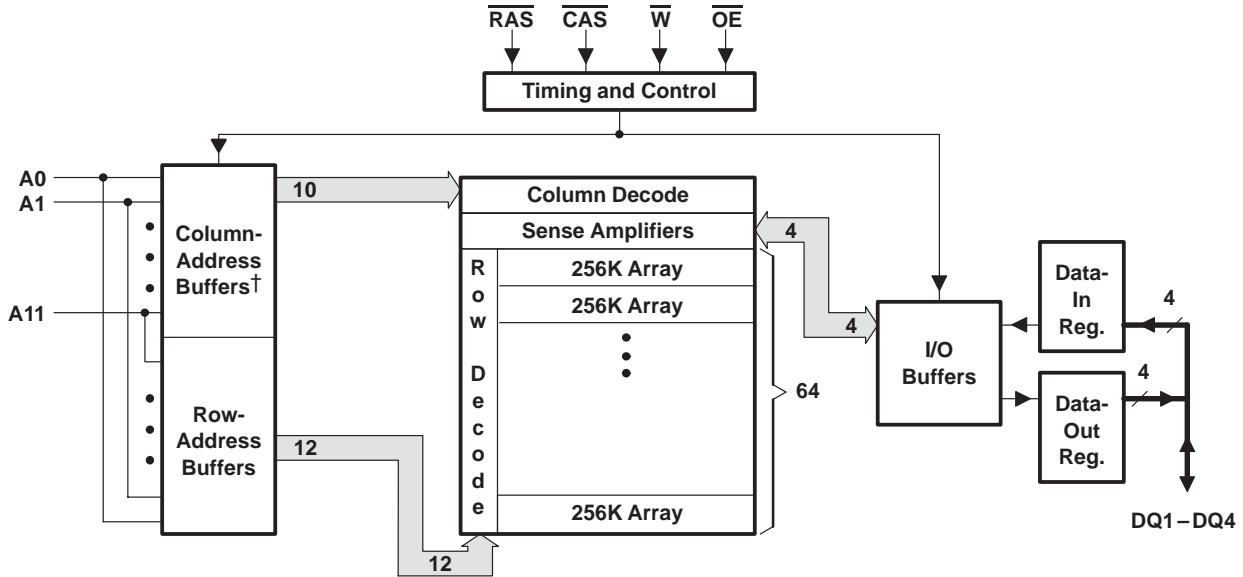 RAS CAS W OE
Timing and Control
A0
A1
A11
Column-
Address
Buffers†
Row-
Address
Buffers
10
12
12
Column Decode
Sense Amplifiers
Row Decode
256K Array
256K Array
256K Array
64
4
4
I/O
Buffers
Data-
In
Reg.
4
Data-
Out
Reg.
4
DQ1–DQ4